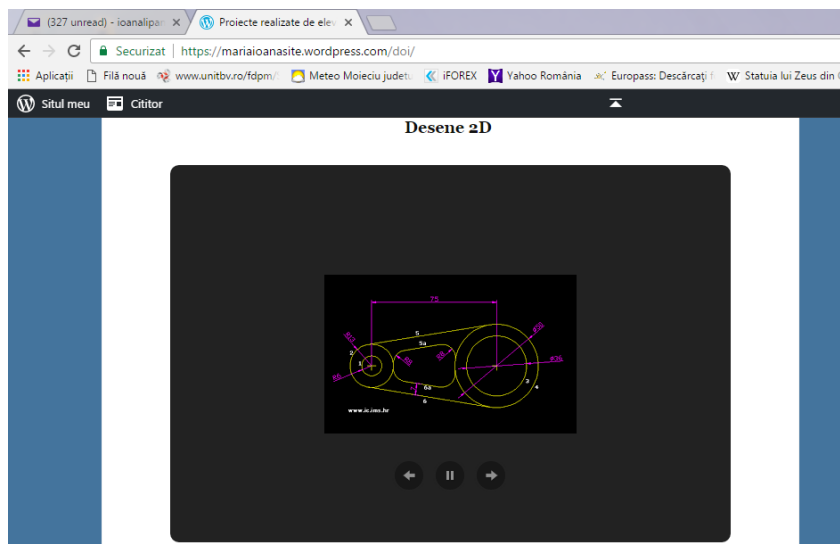 (327 unread) - ioanalipa
Proiecte realizate de elev
Securizat | https://mariaioanasite.wordpress.com/doi/
Aplicații Filă nouă www.unitbv.ro/fdpm/ Meteo Moieciu județu iFOREX Yahoo România Europass: Descărcați f Statuia lui Zeus din
Situl meu Cititor
Desene 2D
75
5
5a
2
1
3
4
6a
6
www.ic.ims.hr